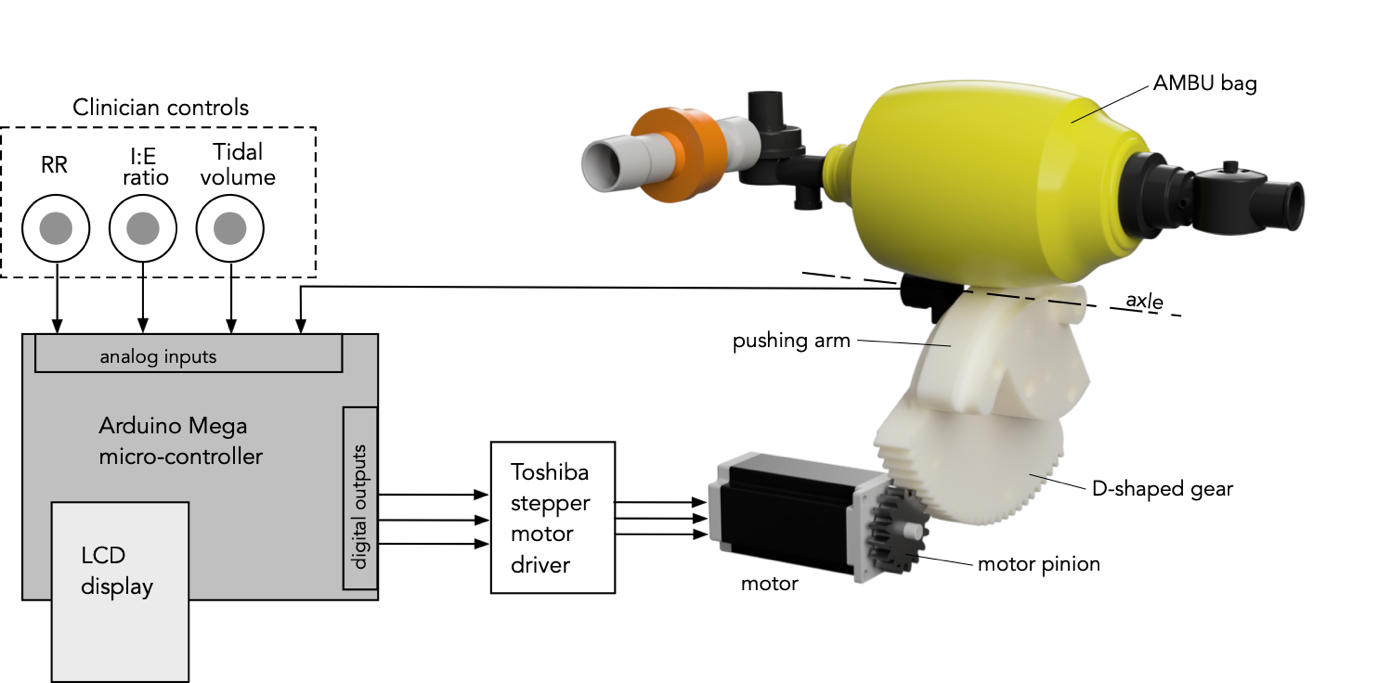 Clinician controls
RR
I:E
ratio
Tidal
volume
analog inputs
Arduino Mega
micro-controller
digital outputs
LCD
display
Toshiba
stepper
motor
driver
motor
AMBU bag
axle
pushing arm
D-shaped gear
motor pinion